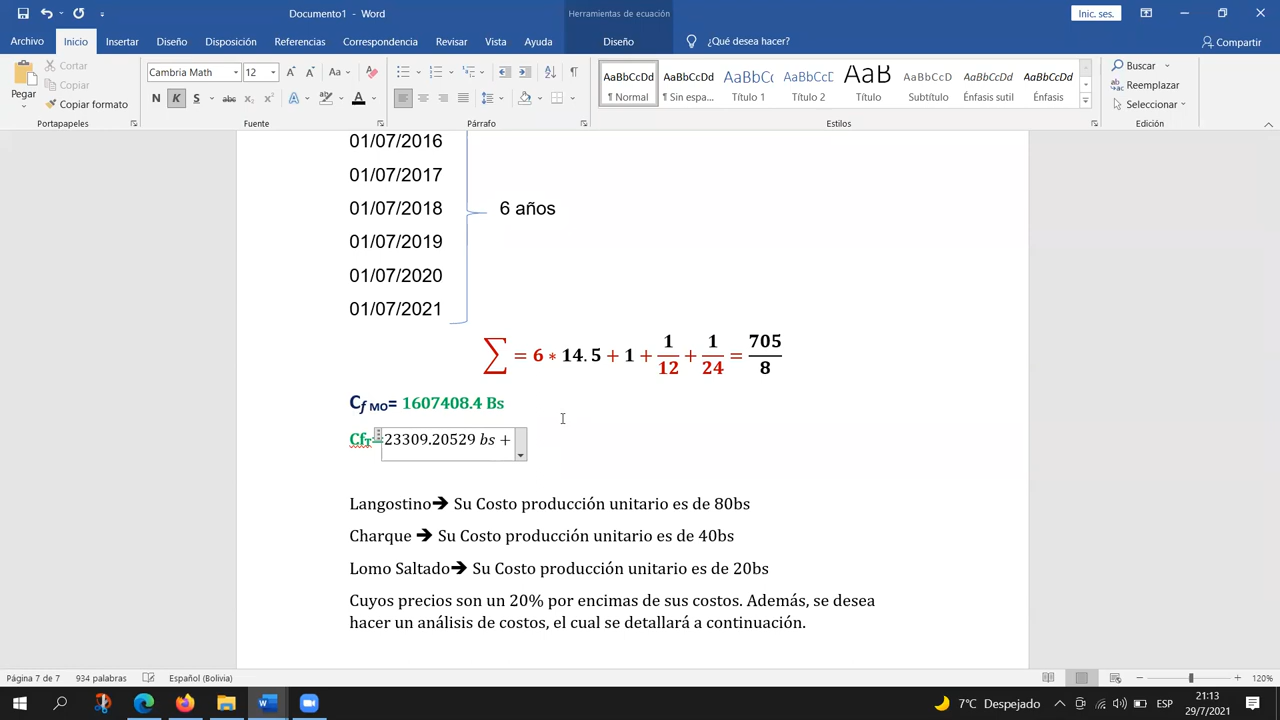 Documento1 - Word
Herramientas de ecuación
Inic. ses.
Archivo Inicio Insertar Diseño Disposición Referencias Correspondencia Revisar Vista Ayuda Diseño ¿Qué desea hacer? Compartir
Pegar
Cortar
Copiar
Copiar formato
Portapapeles
Cambria Math 12
Fuente
Párrafo
AaBbCcDd AaBbCcDd AaBbCc AaBbCcD AaB AaBbCcD AaBbCcDd AaBbCcDd
¶ Normal ¶ Sin espa... Título 1 Título 2 Título Subtítulo Énfasis sutil Énfasis
Estilos
Buscar
Reemplazar
Seleccionar
Edición
01/07/2016
01/07/2017
01/07/2018
6 años
01/07/2019
01/07/2020
01/07/2021
∑ = 6 * 14.5 + 1 + 1/12 + 1/24 = 705/8
Cf MO= 1607408.4 Bs
CfT=23309.20529 bs +
Langostino➔ Su Costo producción unitario es de 80bs
Charque ➔ Su Costo producción unitario es de 40bs
Lomo Saltado➔ Su Costo producción unitario es de 20bs
Cuyos precios son un 20% por encimas de sus costos. Además, se desea
hacer un análisis de costos, el cual se detallará a continuación.
Página 7 de 7 934 palabras Español (Bolivia) 120%
7°C Despejado ESP 21:13
29/7/2021